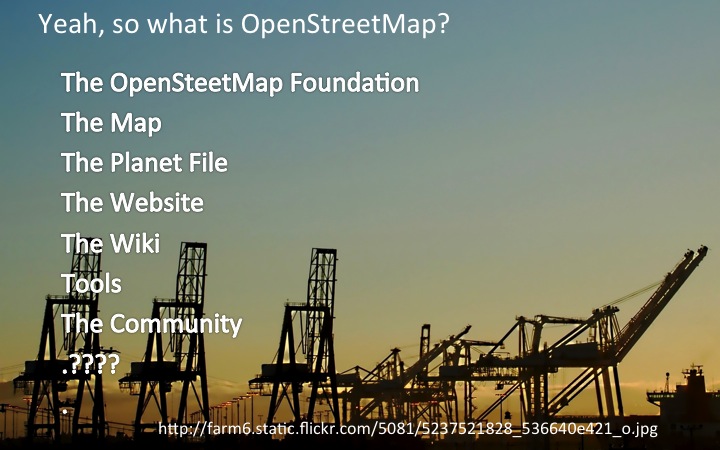 Yeah, so what is OpenStreetMap?
The OpenSteetMap Foundation
The Map
The Planet File
The Website
The Wiki
Tools
The Community
.????
.
http://farm6.static.flickr.com/5081/5237521828_536640e421_o.jpg